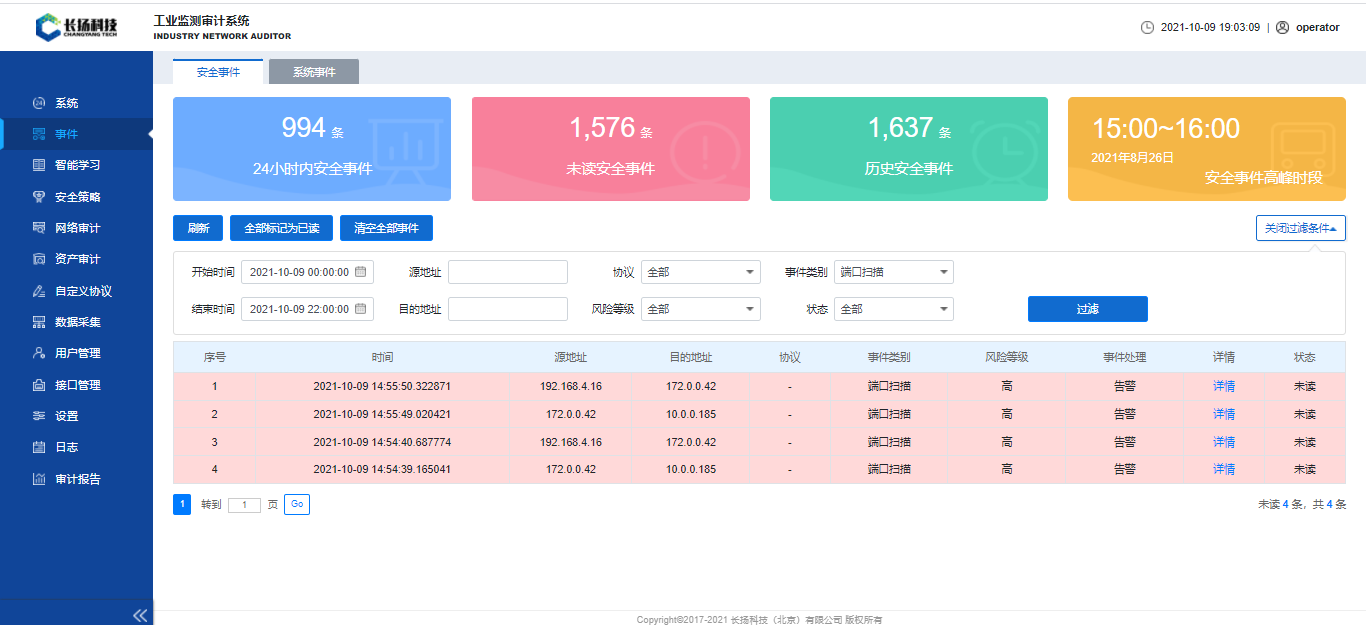 长扬科技
CHANGYANG TECH
工业监测审计系统
INDUSTRY NETWORK AUDITOR
2021-10-09 19:03:09 | operator
系统
事件
智能学习
安全策略
网络审计
资产审计
自定义协议
数据采集
用户管理
接口管理
设置
日志
审计报告
安全事件 系统事件
994 条
24小时内安全事件
1,576 条
未读安全事件
1,637 条
历史安全事件
15:00~16:00
2021年8月26日
安全事件高峰时段
刷新 全部标记为已读 清空全部事件 关闭过滤条件
开始时间 2021-10-09 00:00:00 源地址 协议 全部 事件类别 端口扫描
结束时间 2021-10-09 22:00:00 目的地址 风险等级 全部 状态 全部 过滤
序号 时间 源地址 目的地址 协议 事件类别 风险等级 事件处理 详情 状态
1 2021-10-09 14:55:50.322871 192.168.4.16 172.0.0.42 - 端口扫描 高 告警 详情 未读
2 2021-10-09 14:55:49.020421 172.0.0.42 10.0.0.185 - 端口扫描 高 告警 详情 未读
3 2021-10-09 14:54:40.687774 192.168.4.16 172.0.0.42 - 端口扫描 高 告警 详情 未读
4 2021-10-09 14:54:39.165041 172.0.0.42 10.0.0.185 - 端口扫描 高 告警 详情 未读
1 转到 1 页 Go 未读 4 条，共 4 条
Copyright©2017-2021 长扬科技（北京）有限公司 版权所有